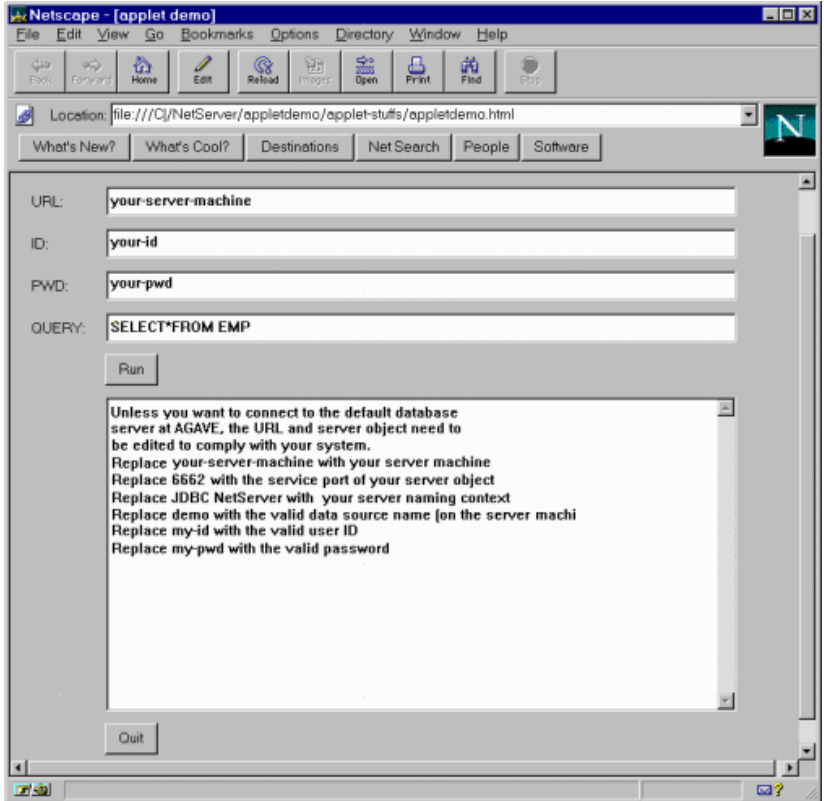 Netscape - [applet demo]
File Edit View Go Bookmarks Options Directory Window Help
Back Forward Home Edit Reload Images Open Print Find Stop
Location: file:///C|/NetServer/appletdemo/applet-stuffs/appletdemo.html
N
What's New? What's Cool? Destinations Net Search People Software
URL: your-server-machine
ID: your-id
PWD: your-pwd
QUERY: SELECT*FROM EMP
Run
Unless you want to connect to the default database
server at AGAVE, the URL and server object need to
be edited to comply with your system.
Replace your-server-machine with your server machine
Replace 6662 with the service port of your server object
Replace JDBC NetServer with your server naming context
Replace demo with the valid data source name (on the server machi
Replace my-id with the valid user ID
Replace my-pwd with the valid password
Quit